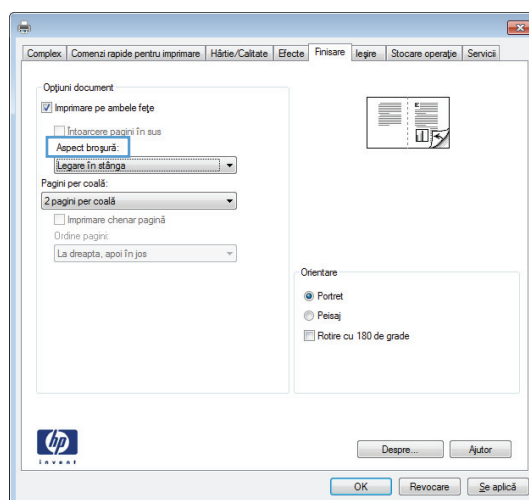 Complex Comenzi rapide pentru imprimare Hârtie/Calitate Efecte Finisare Ieşire Stocare operaţie Servicii
Opţiuni document
Imprimare pe ambele feţe
Întoarcere pagini în sus
Aspect broşură:
Legare în stânga
Pagini per coală:
2 pagini per coală
Imprimare chenar pagină
Ordine pagini:
La dreapta, apoi în jos
Orientare
Portret
Peisaj
Rotire cu 180 de grade
hp
invent
Despre... Ajutor
OK Revocare Se aplică